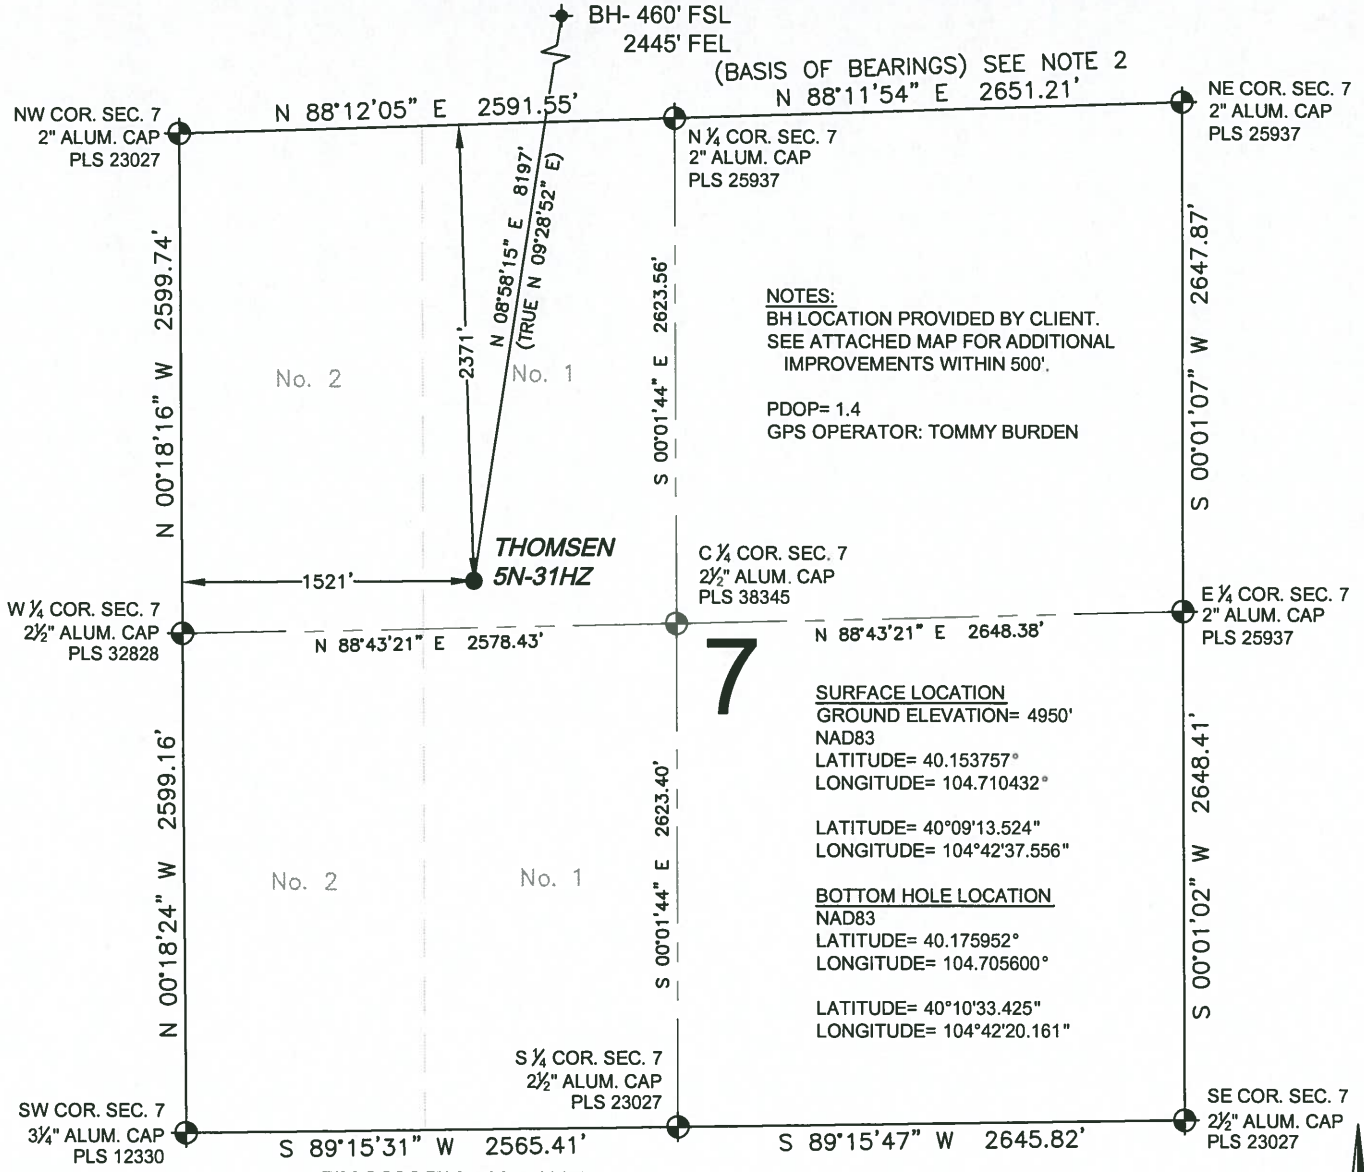 BH- 460' FSL
2445' FEL
(BASIS OF BEARINGS) SEE NOTE 2
N 88°12'05" E 2591.55'
N 88°11'54" E 2651.21'
NW COR. SEC. 7
2" ALUM. CAP
PLS 23027
N ¼ COR. SEC. 7
2" ALUM. CAP
PLS 25937
NE COR. SEC. 7
2" ALUM. CAP
PLS 25937
N 00°18'16" W 2599.74'
2371'
N 08°58'15" E 8197'
(TRUE N 09°28'52" E)
S 00°01'44" E 2623.56'
S 00°01'07" W 2647.87'
No. 2
No. 1
NOTES:
BH LOCATION PROVIDED BY CLIENT.
SEE ATTACHED MAP FOR ADDITIONAL
IMPROVEMENTS WITHIN 500'.
PDOP= 1.4
GPS OPERATOR: TOMMY BURDEN
THOMSEN
5N-31HZ
1521'
C ¼ COR. SEC. 7
2½" ALUM. CAP
PLS 38345
W ¼ COR. SEC. 7
2½" ALUM. CAP
PLS 32828
E ¼ COR. SEC. 7
2" ALUM. CAP
PLS 25937
N 88°43'21" E 2578.43'
N 88°43'21" E 2648.38'
7
SURFACE LOCATION
GROUND ELEVATION= 4950'
NAD83
LATITUDE= 40.153757°
LONGITUDE= 104.710432°
LATITUDE= 40°09'13.524"
LONGITUDE= 104°42'37.556"
BOTTOM HOLE LOCATION
NAD83
LATITUDE= 40.175952°
LONGITUDE= 104.705600°
LATITUDE= 40°10'33.425"
LONGITUDE= 104°42'20.161"
N 00°18'24" W 2599.16'
No. 2
No. 1
S 00°01'44" E 2623.40'
S 00°01'02" W 2648.41'
S ¼ COR. SEC. 7
2½" ALUM. CAP
PLS 23027
SW COR. SEC. 7
3¼" ALUM. CAP
PLS 12330
SE COR. SEC. 7
2½" ALUM. CAP
PLS 23027
S 89°15'31" W 2565.41'
S 89°15'47" W 2645.82'